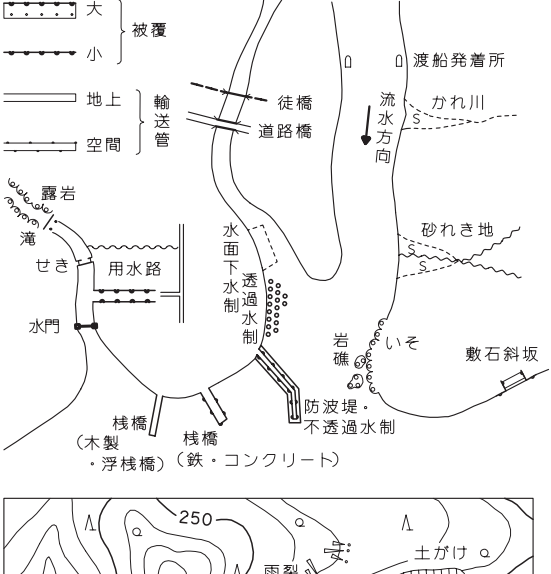 大
被覆
小
渡船発着所
地上
輸送管
空間
徒橋
道路橋
流水方向
かれ川
S
露岩
滝
せき
用水路
水面下水制
透過水制
砂れき地
S
S
水門
岩礁
いそ
敷石斜坂
防波堤・
不透過水制
桟橋
(木製
・浮桟橋)
桟橋
(鉄・コンクリート)
250
土がけ
雨裂